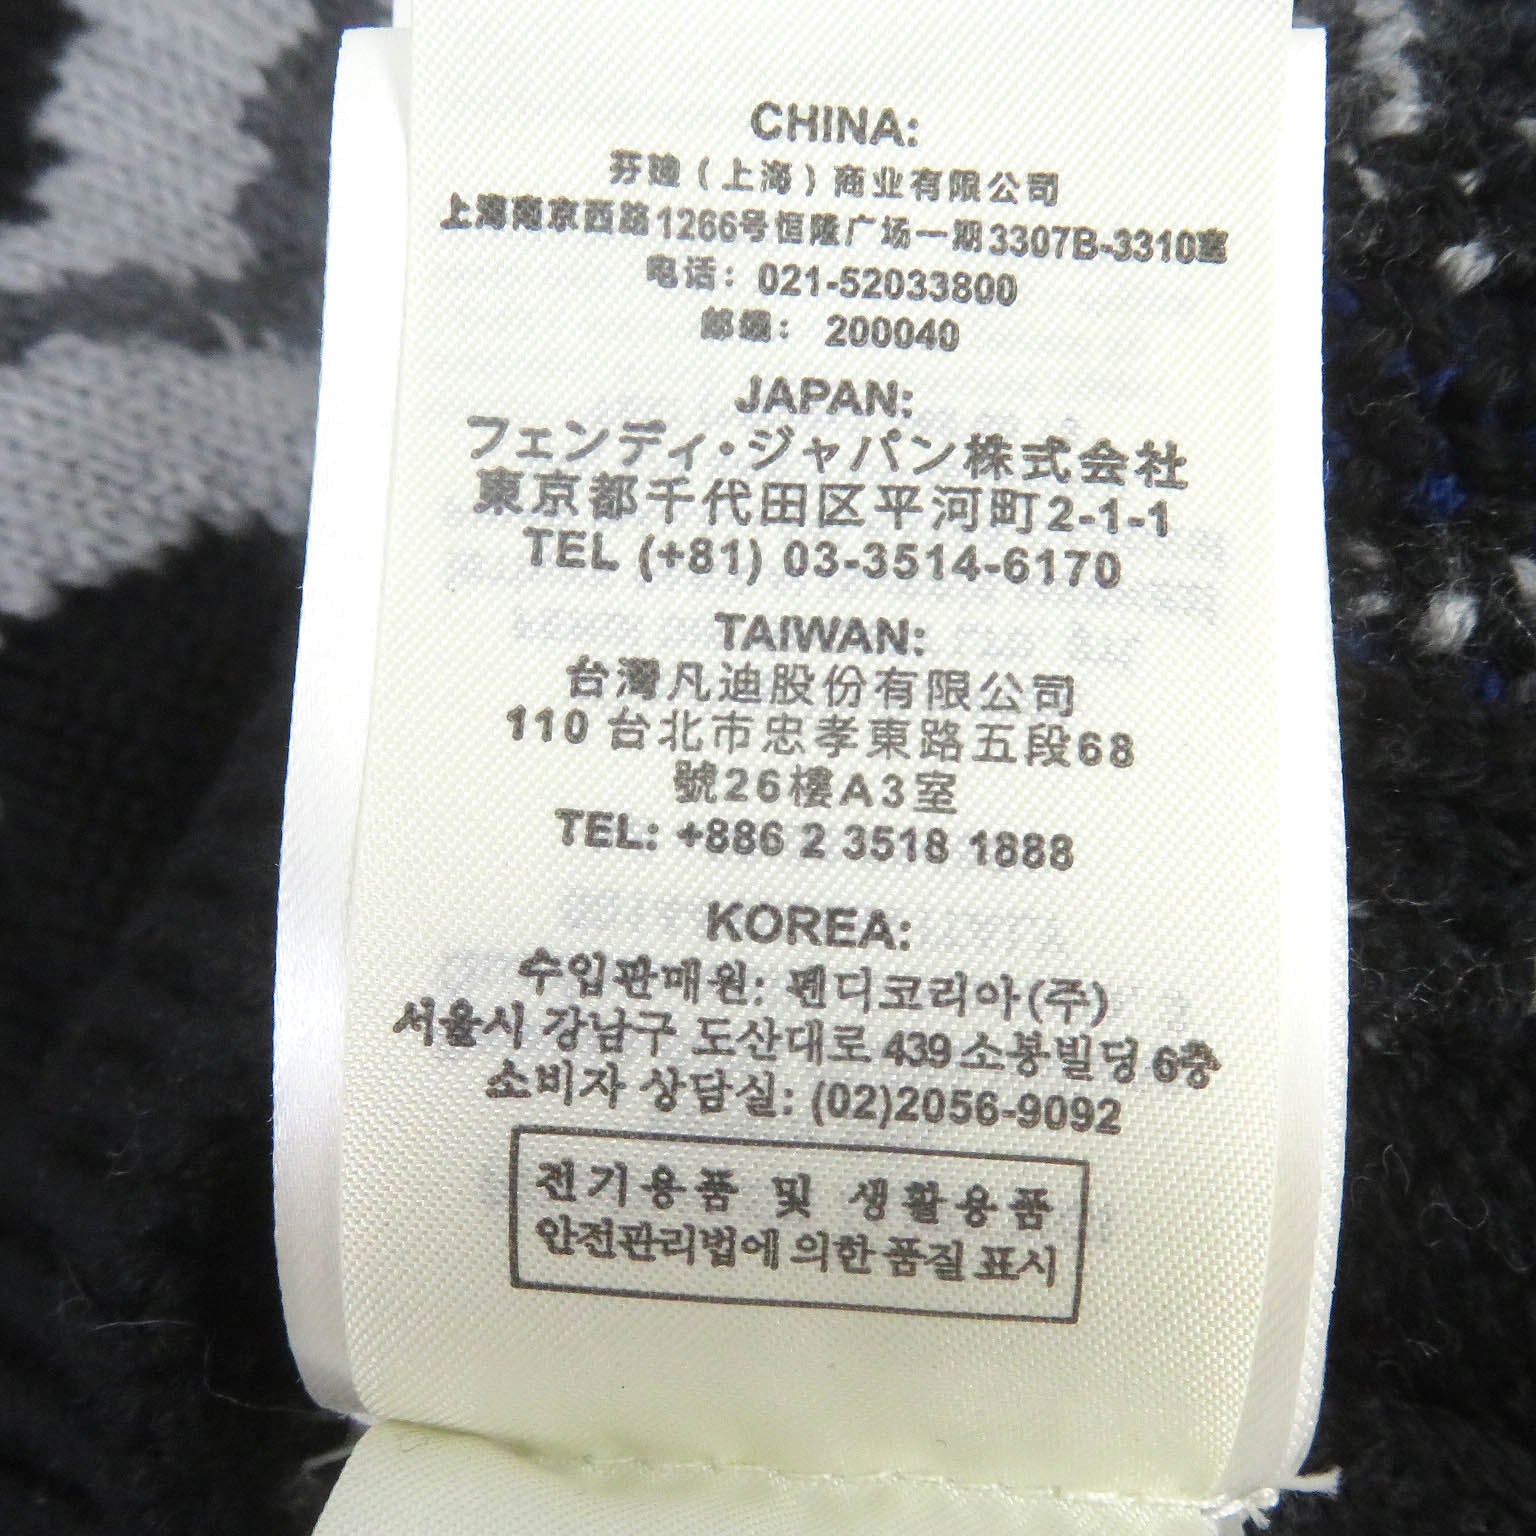 CHINA:
芬迪（上海）商业有限公司
上海南京西路1266号恒隆广场一期3307B-3310室
电话：021-52033800
邮编：200040
JAPAN:
フェンディ・ジャパン株式会社
東京都千代田区平河町2-1-1
TEL (+81) 03-3514-6170
TAIWAN:
台灣凡迪股份有限公司
110 台北市忠孝東路五段68
號26樓A3室
TEL: +886 2 3518 1888
KOREA:
수입판매원: 펜디코리아(주)
서울시 강남구 도산대로 439 소봉빌딩 6층
소비자 상담실: (02)2056-9092
전기용품 및 생활용품
안전관리법에 의한 품질 표시